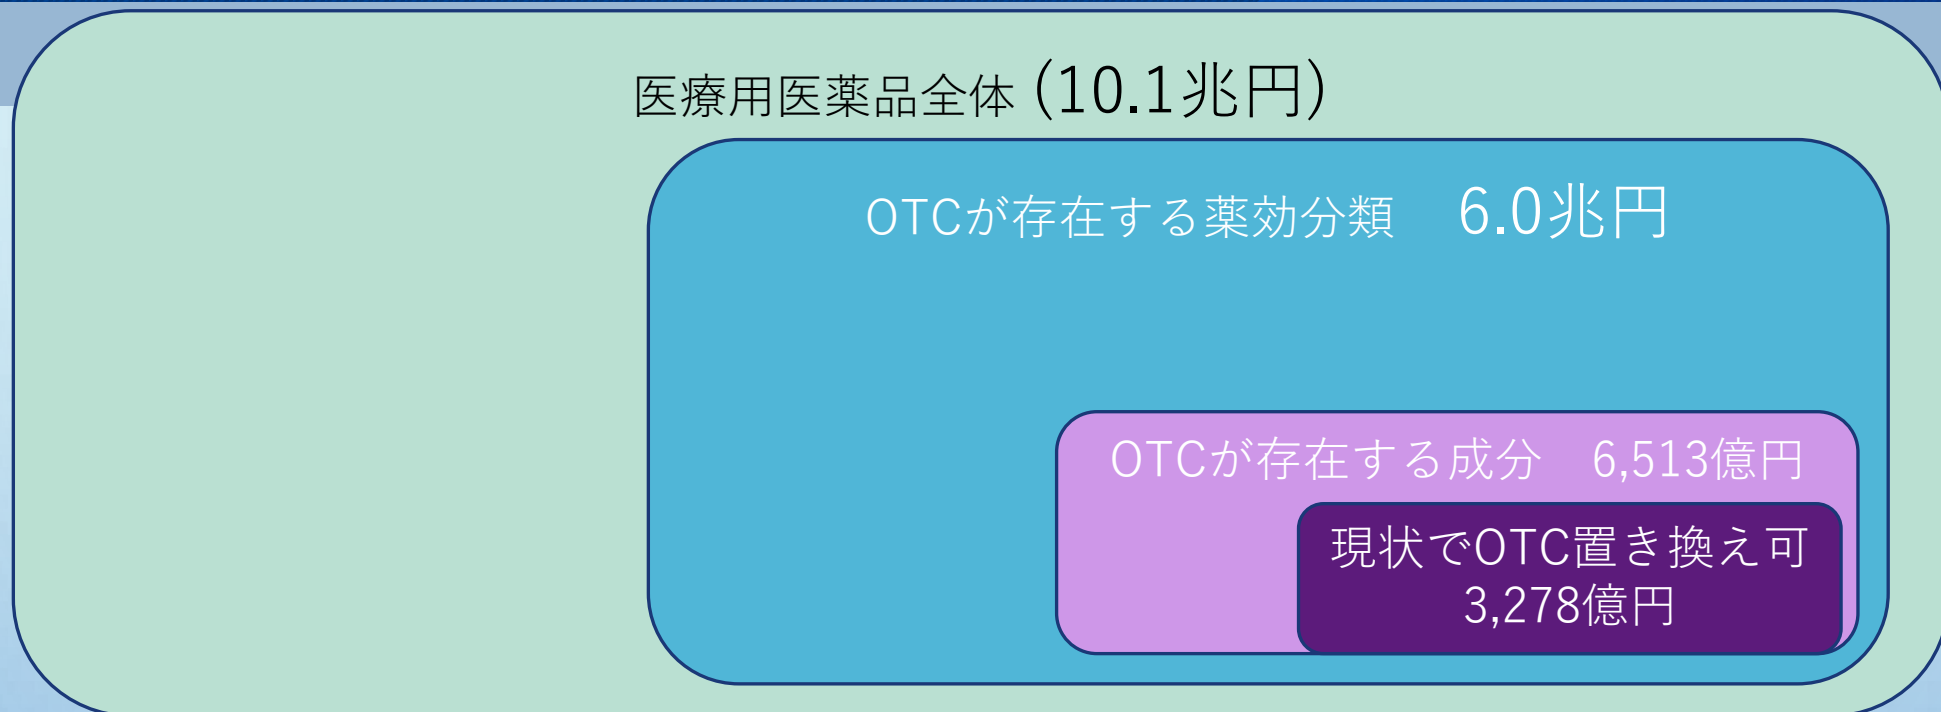 医療用医薬品全体 (10.1兆円)
OTCが存在する薬効分類　6.0兆円
OTCが存在する成分　6,513億円
現状でOTC置き換え可
3,278億円